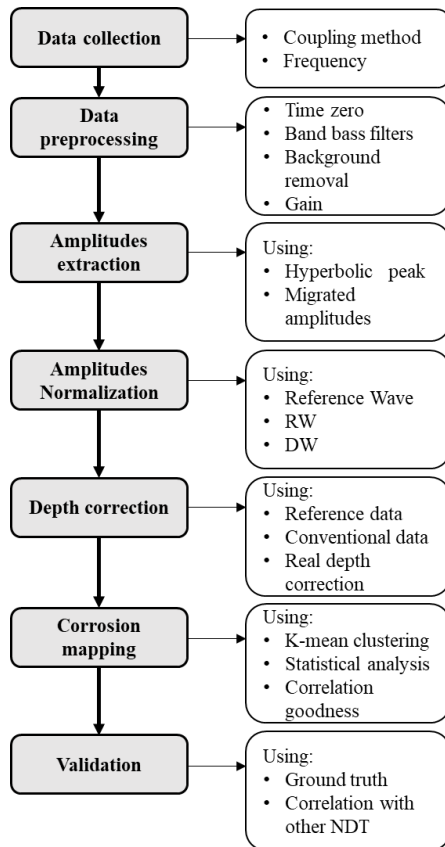 Data collection
• Coupling method
• Frequency
Data
preprocessing
• Time zero
• Band bass filters
• Background
removal
• Gain
Amplitudes
extraction
Using:
• Hyperbolic peak
• Migrated
amplitudes
Amplitudes
Normalization
Using:
• Reference Wave
• RW
• DW
Depth correction
Using:
• Reference data
• Conventional data
• Real depth
correction
Corrosion
mapping
Using:
• K-mean clustering
• Statistical analysis
• Correlation
goodness
Validation
Using:
• Ground truth
• Correlation with
other NDT